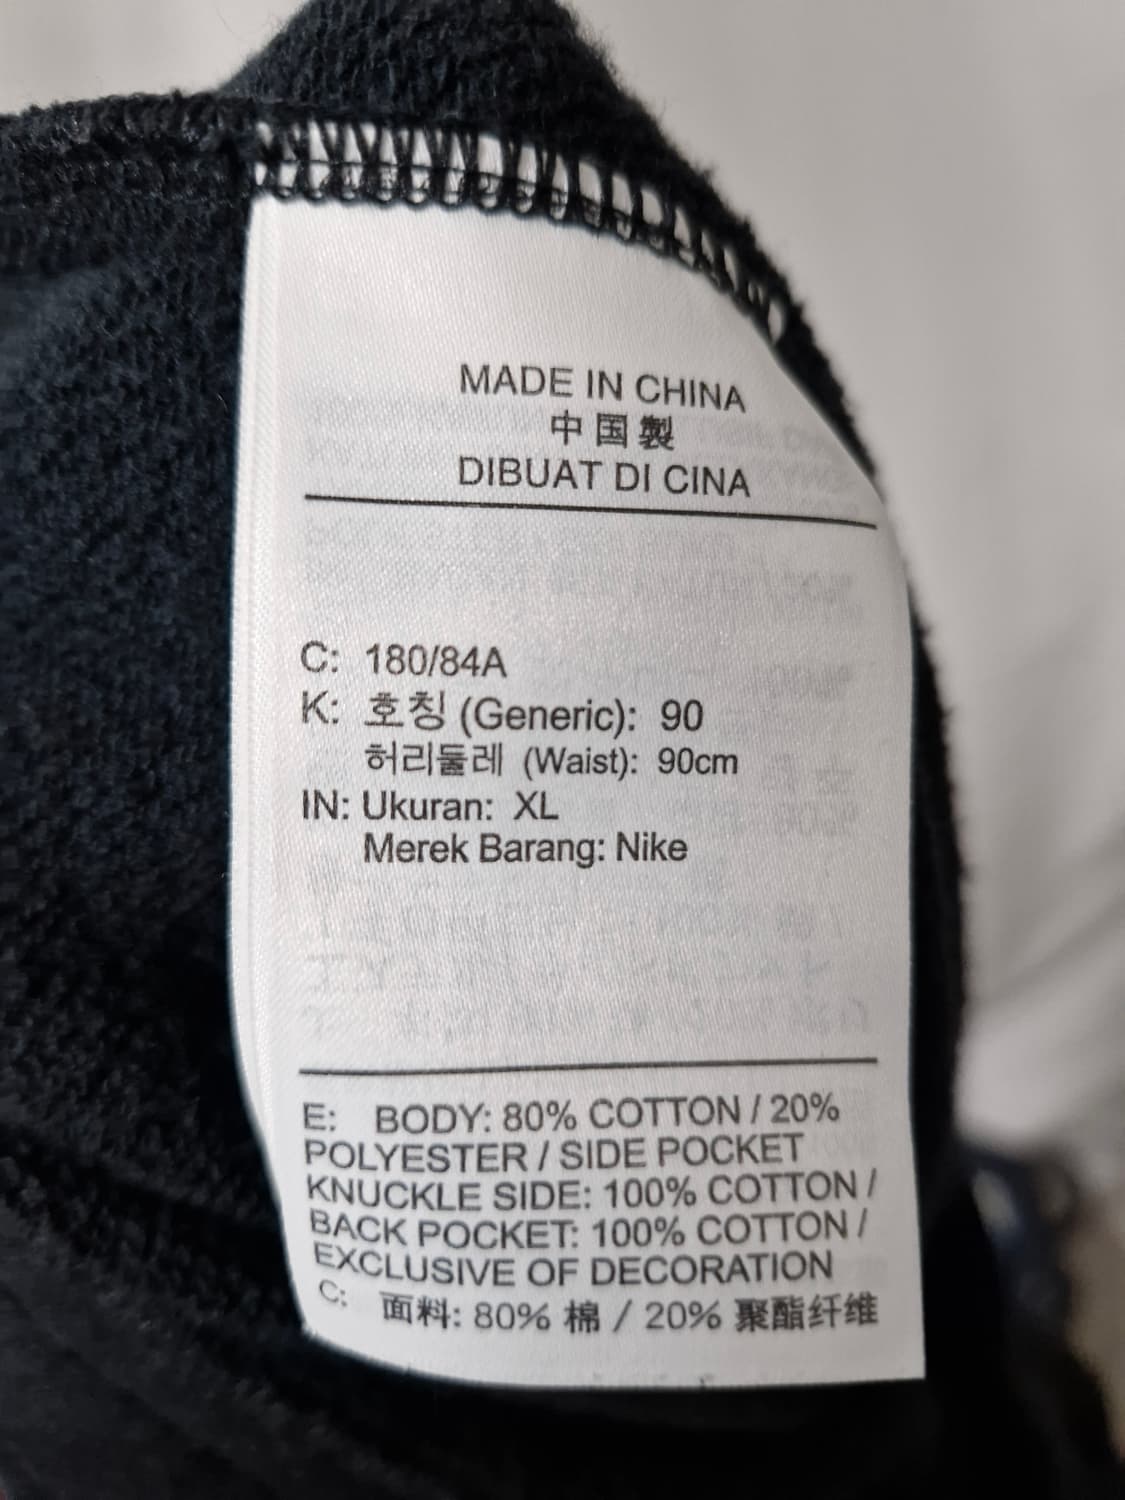 MADE IN CHINA
中国製
DIBUAT DI CINA
C: 180/84A
K: 호칭 (Generic): 90
허리둘레 (Waist): 90cm
IN: Ukuran: XL
Merek Barang: Nike
E: BODY: 80% COTTON / 20%
POLYESTER / SIDE POCKET
KNUCKLE SIDE: 100% COTTON /
BACK POCKET: 100% COTTON /
EXCLUSIVE OF DECORATION
C: 面料: 80% 棉 / 20% 聚酯纤维